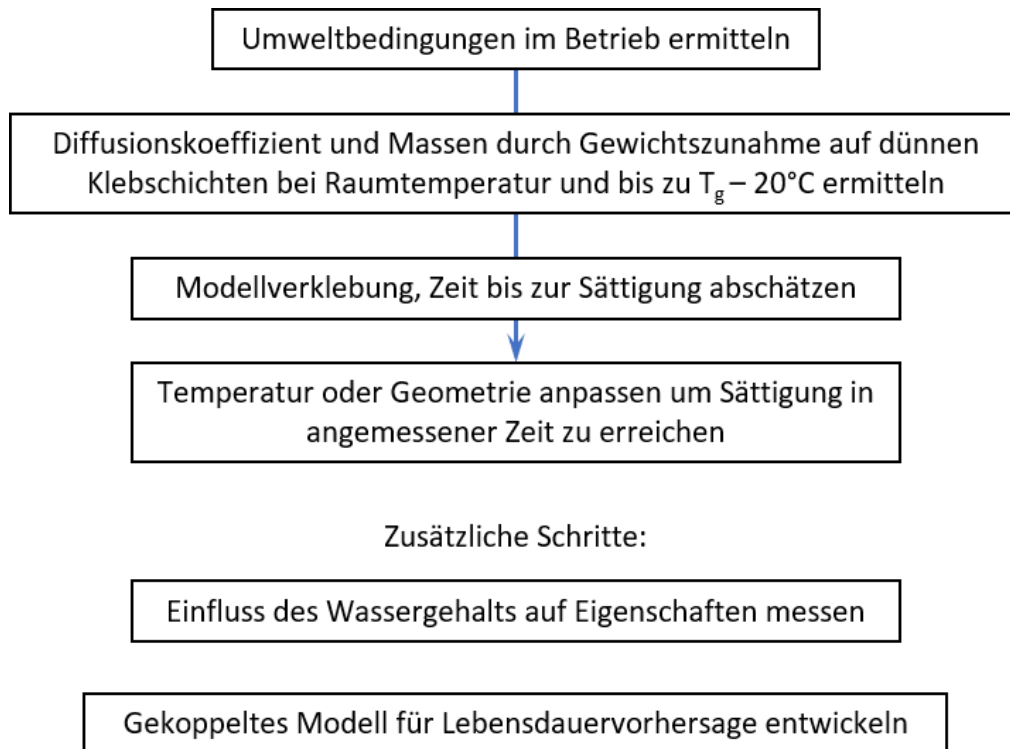 Umweltbedingungen im Betrieb ermitteln
Diffusionskoeffizient und Massen durch Gewichtszunahme auf dünnen
Klebschichten bei Raumtemperatur und bis zu Tg – 20°C ermitteln
Modellverklebung, Zeit bis zur Sättigung abschätzen
Temperatur oder Geometrie anpassen um Sättigung in
angemessener Zeit zu erreichen
Zusätzliche Schritte:
Einfluss des Wassergehalts auf Eigenschaften messen
Gekoppeltes Modell für Lebensdauervorhersage entwickeln